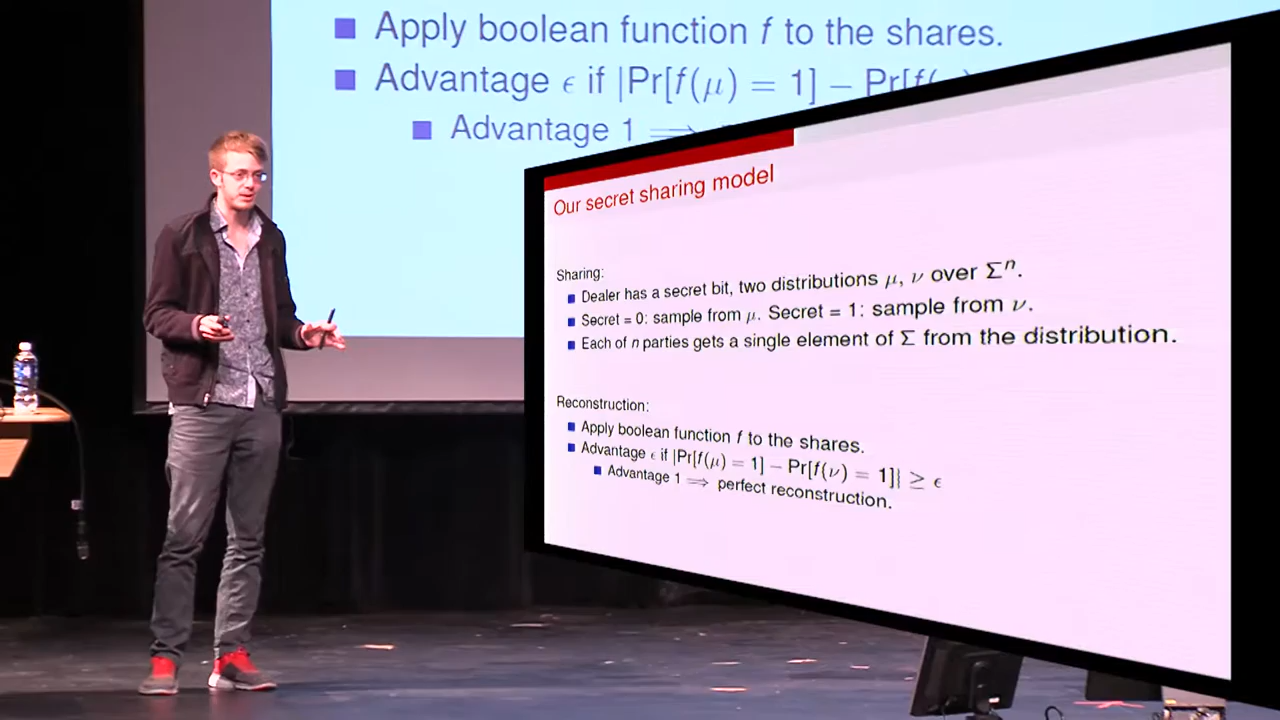 Apply boolean function f to the shares.
Advantage ϵ if |Pr[f(μ) = 1] − Pr[f(
Advantage 1 ⟹
Our secret sharing model
Sharing:
Dealer has a secret bit, two distributions μ, ν over Σⁿ.
Secret = 0: sample from μ. Secret = 1: sample from ν.
Each of n parties gets a single element of Σ from the distribution.
Reconstruction:
Apply boolean function f to the shares.
Advantage ϵ if |Pr[f(μ) = 1] − Pr[f(ν) = 1]| ≥ ϵ
Advantage 1 ⟹ perfect reconstruction.